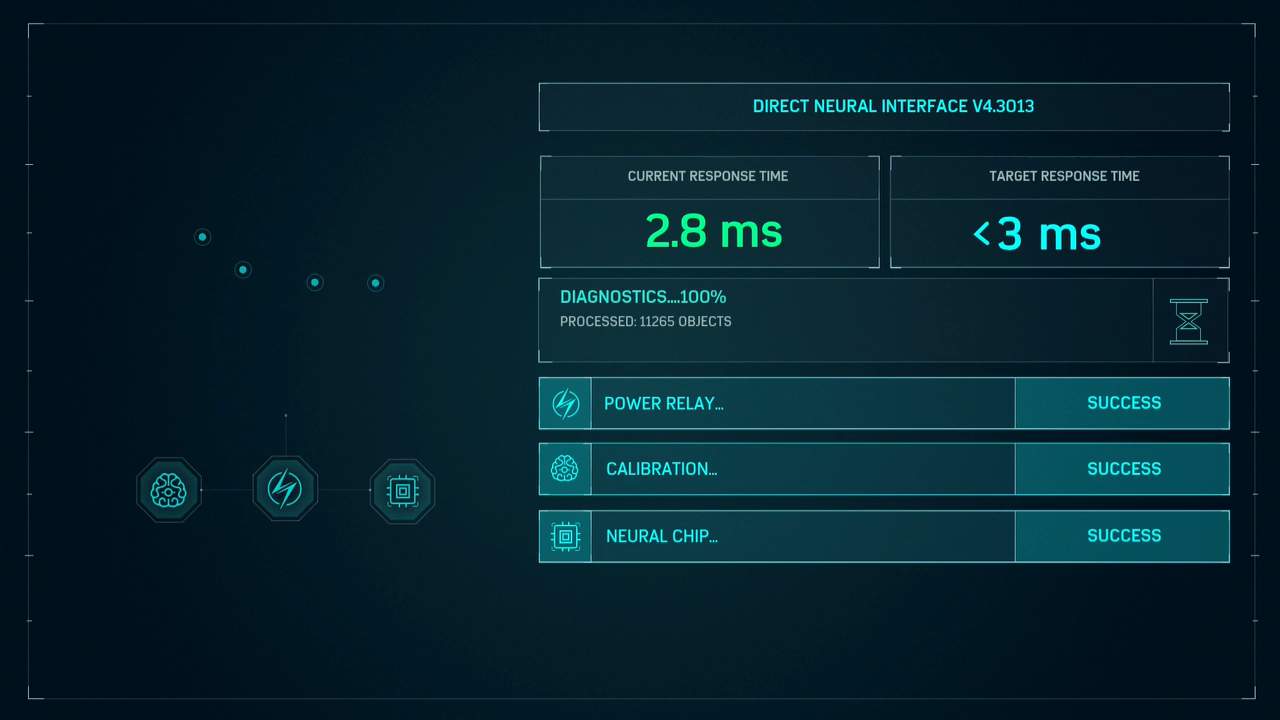 DIRECT NEURAL INTERFACE V4.3013
CURRENT RESPONSE TIME
2.8 ms
TARGET RESPONSE TIME
<3 ms
DIAGNOSTICS....100%
PROCESSED: 11265 OBJECTS
POWER RELAY...
SUCCESS
CALIBRATION...
SUCCESS
NEURAL CHIP...
SUCCESS